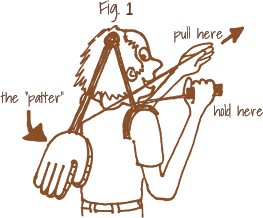 Fig. 1
pull here
the "patter"
hold here